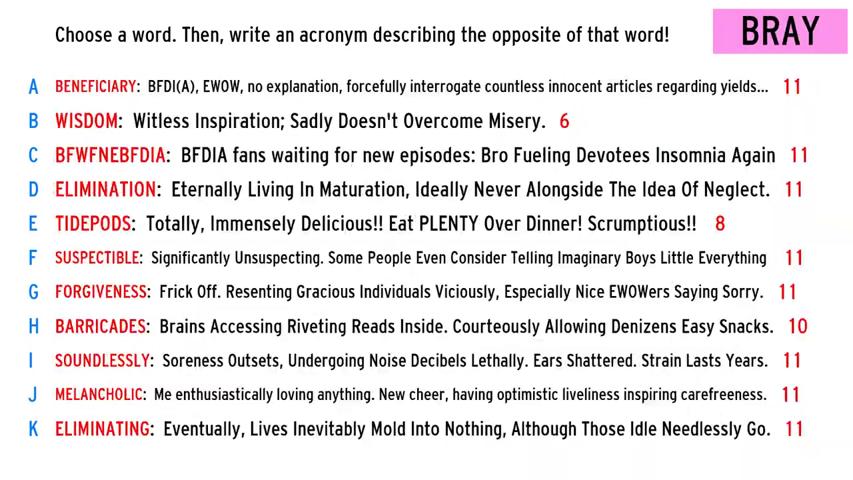 Choose a word. Then, write an acronym describing the opposite of that word!
BRAY
A BENEFICIARY: BFDI(A), EWOW, no explanation, forcefully interrogate countless innocent articles regarding yields... 11
B WISDOM: Witless Inspiration; Sadly Doesn't Overcome Misery. 6
C BFWFNEBFDIA: BFDIA fans waiting for new episodes: Bro Fueling Devotees Insomnia Again 11
D ELIMINATION: Eternally Living In Maturation, Ideally Never Alongside The Idea Of Neglect. 11
E TIDEPODS: Totally, Immensely Delicious!! Eat PLENTY Over Dinner! Scrumptious!! 8
F SUSPECTIBLE: Significantly Unsuspecting. Some People Even Consider Telling Imaginary Boys Little Everything 11
G FORGIVENESS: Frick Off. Resenting Gracious Individuals Viciously, Especially Nice EWOWers Saying Sorry. 11
H BARRICADES: Brains Accessing Riveting Reads Inside. Courteously Allowing Denizens Easy Snacks. 10
I SOUNDLESSLY: Soreness Outsets, Undergoing Noise Decibels Lethally. Ears Shattered. Strain Lasts Years. 11
J MELANCHOLIC: Me enthusiastically loving anything. New cheer, having optimistic liveliness inspiring carefreeness. 11
K ELIMINATING: Eventually, Lives Inevitably Mold Into Nothing, Although Those Idle Needlessly Go. 11